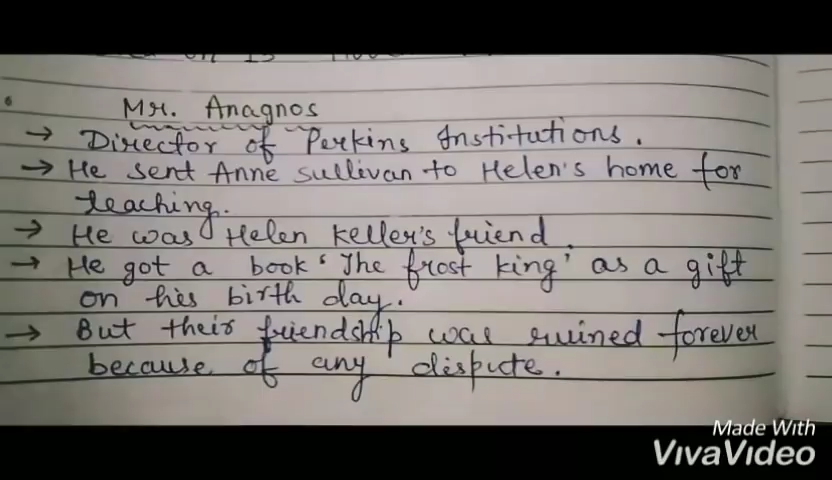 Mr. Anagnos
→ Director of Perkins Institutions.
→ He sent Anne Sullivan to Helen's home for
teaching.
→ He was Helen Keller's friend.
→ He got a book 'The frost king' as a gift
on his birth day.
→ But their friendship was ruined forever
because of any dispute.
Made With
VivaVideo